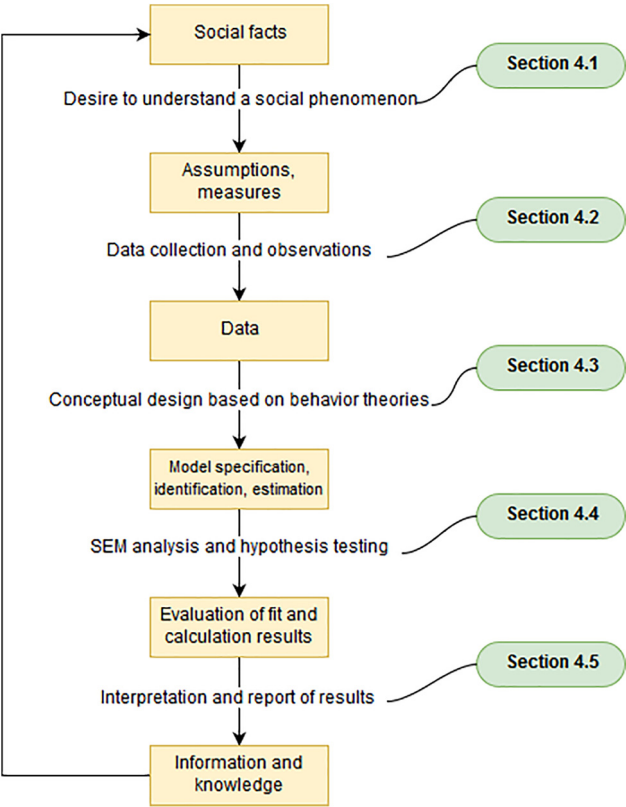 Social facts
Section 4.1
Desire to understand a social phenomenon
Assumptions,
measures
Section 4.2
Data collection and observations
Data
Section 4.3
Conceptual design based on behavior theories
Model specification,
identification, estimation
Section 4.4
SEM analysis and hypothesis testing
Evaluation of fit and
calculation results
Section 4.5
Interpretation and report of results
Information and
knowledge